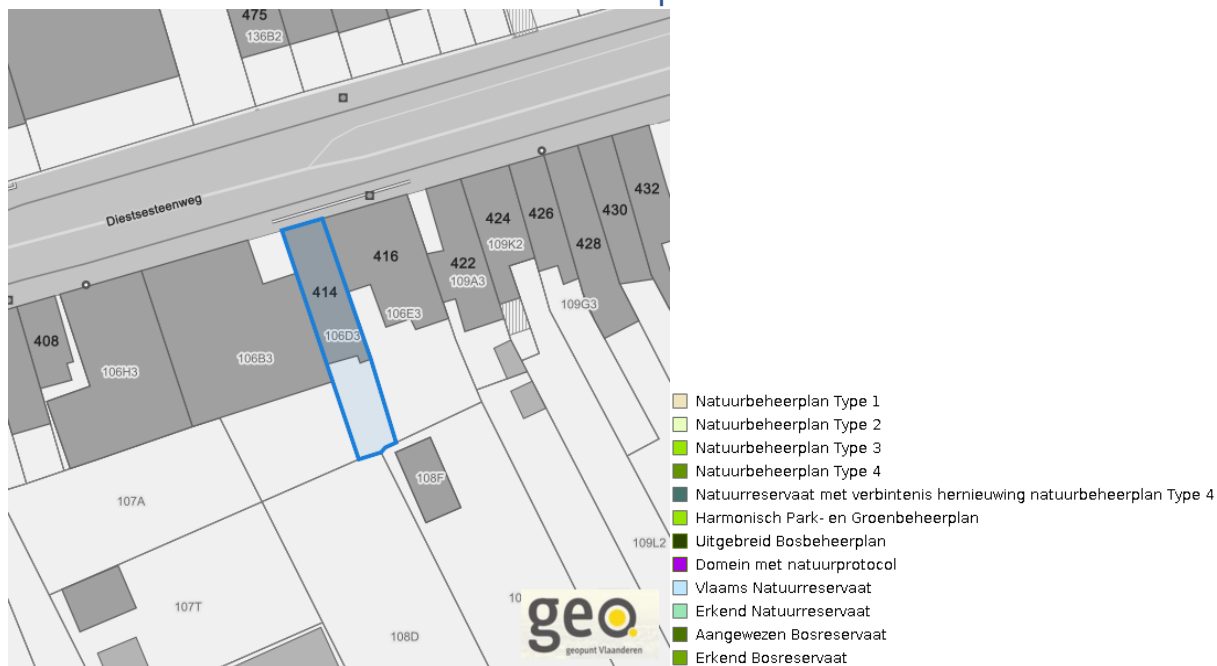 475
136B2
Diestsesteenweg
432
430
426
424
109K2
428
416
422
109A3
109G3
414
106E3
106D3
408
106B3
106H3
108F
107A
109L2
107T
108D
10
geo.
geopunt Vlaanderen
Natuurbeheerplan Type 1
Natuurbeheerplan Type 2
Natuurbeheerplan Type 3
Natuurbeheerplan Type 4
Natuurreservaat met verbintenis hernieuwing natuurbeheerplan Type 4
Harmonisch Park- en Groenbeheerplan
Uitgebreid Bosbeheerplan
Domein met natuurprotocol
Vlaams Natuurreservaat
Erkend Natuurreservaat
Aangewezen Bosreservaat
Erkend Bosreservaat